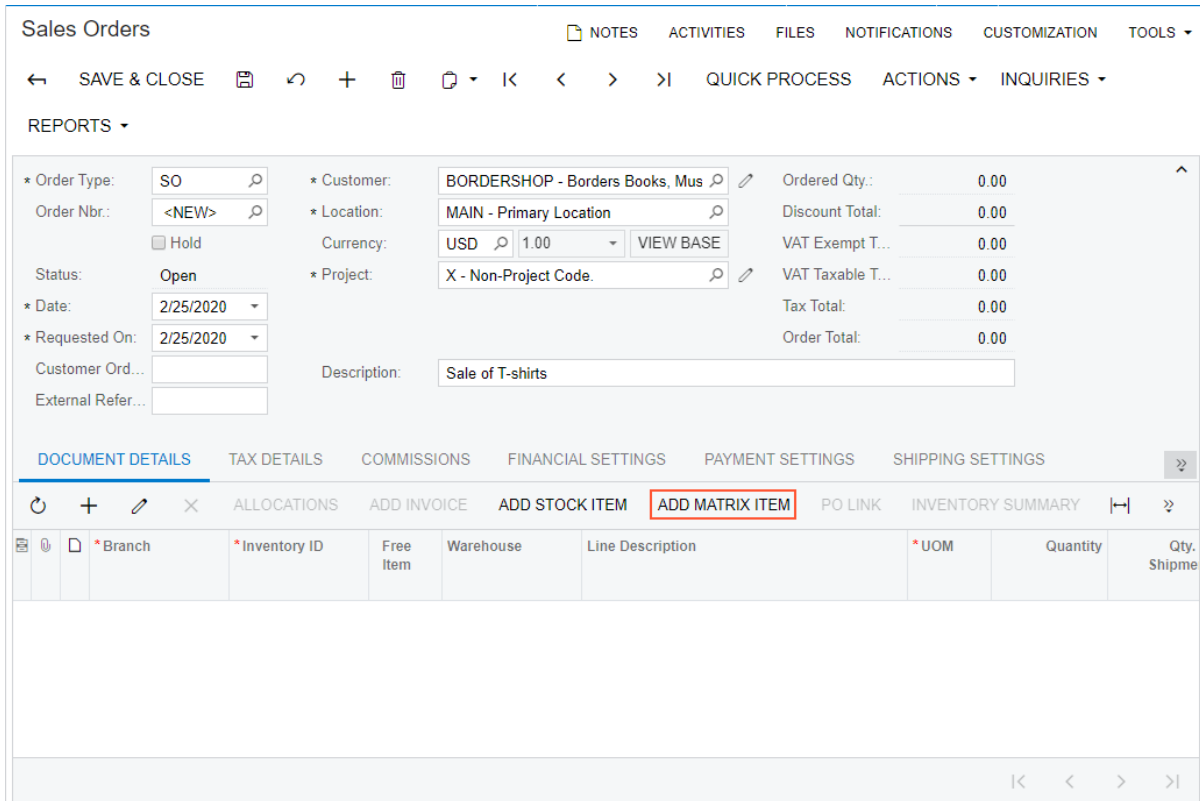 Sales Orders
NOTES ACTIVITIES FILES NOTIFICATIONS CUSTOMIZATION TOOLS
SAVE & CLOSE QUICK PROCESS ACTIONS INQUIRIES
REPORTS
* Order Type: SO * Customer: BORDERSHOP - Borders Books, Mus Ordered Qty.: 0.00
Order Nbr.: <NEW> * Location: MAIN - Primary Location Discount Total: 0.00
Hold Currency: USD 1.00 VIEW BASE VAT Exempt T... 0.00
Status: Open * Project: X - Non-Project Code. VAT Taxable T... 0.00
* Date: 2/25/2020 Tax Total: 0.00
* Requested On: 2/25/2020 Order Total: 0.00
Customer Ord... Description: Sale of T-shirts
External Refer...
DOCUMENT DETAILS TAX DETAILS COMMISSIONS FINANCIAL SETTINGS PAYMENT SETTINGS SHIPPING SETTINGS
ALLOCATIONS ADD INVOICE ADD STOCK ITEM ADD MATRIX ITEM PO LINK INVENTORY SUMMARY
* Branch * Inventory ID Free Warehouse Line Description * UOM Quantity Qty.
Item Shipme